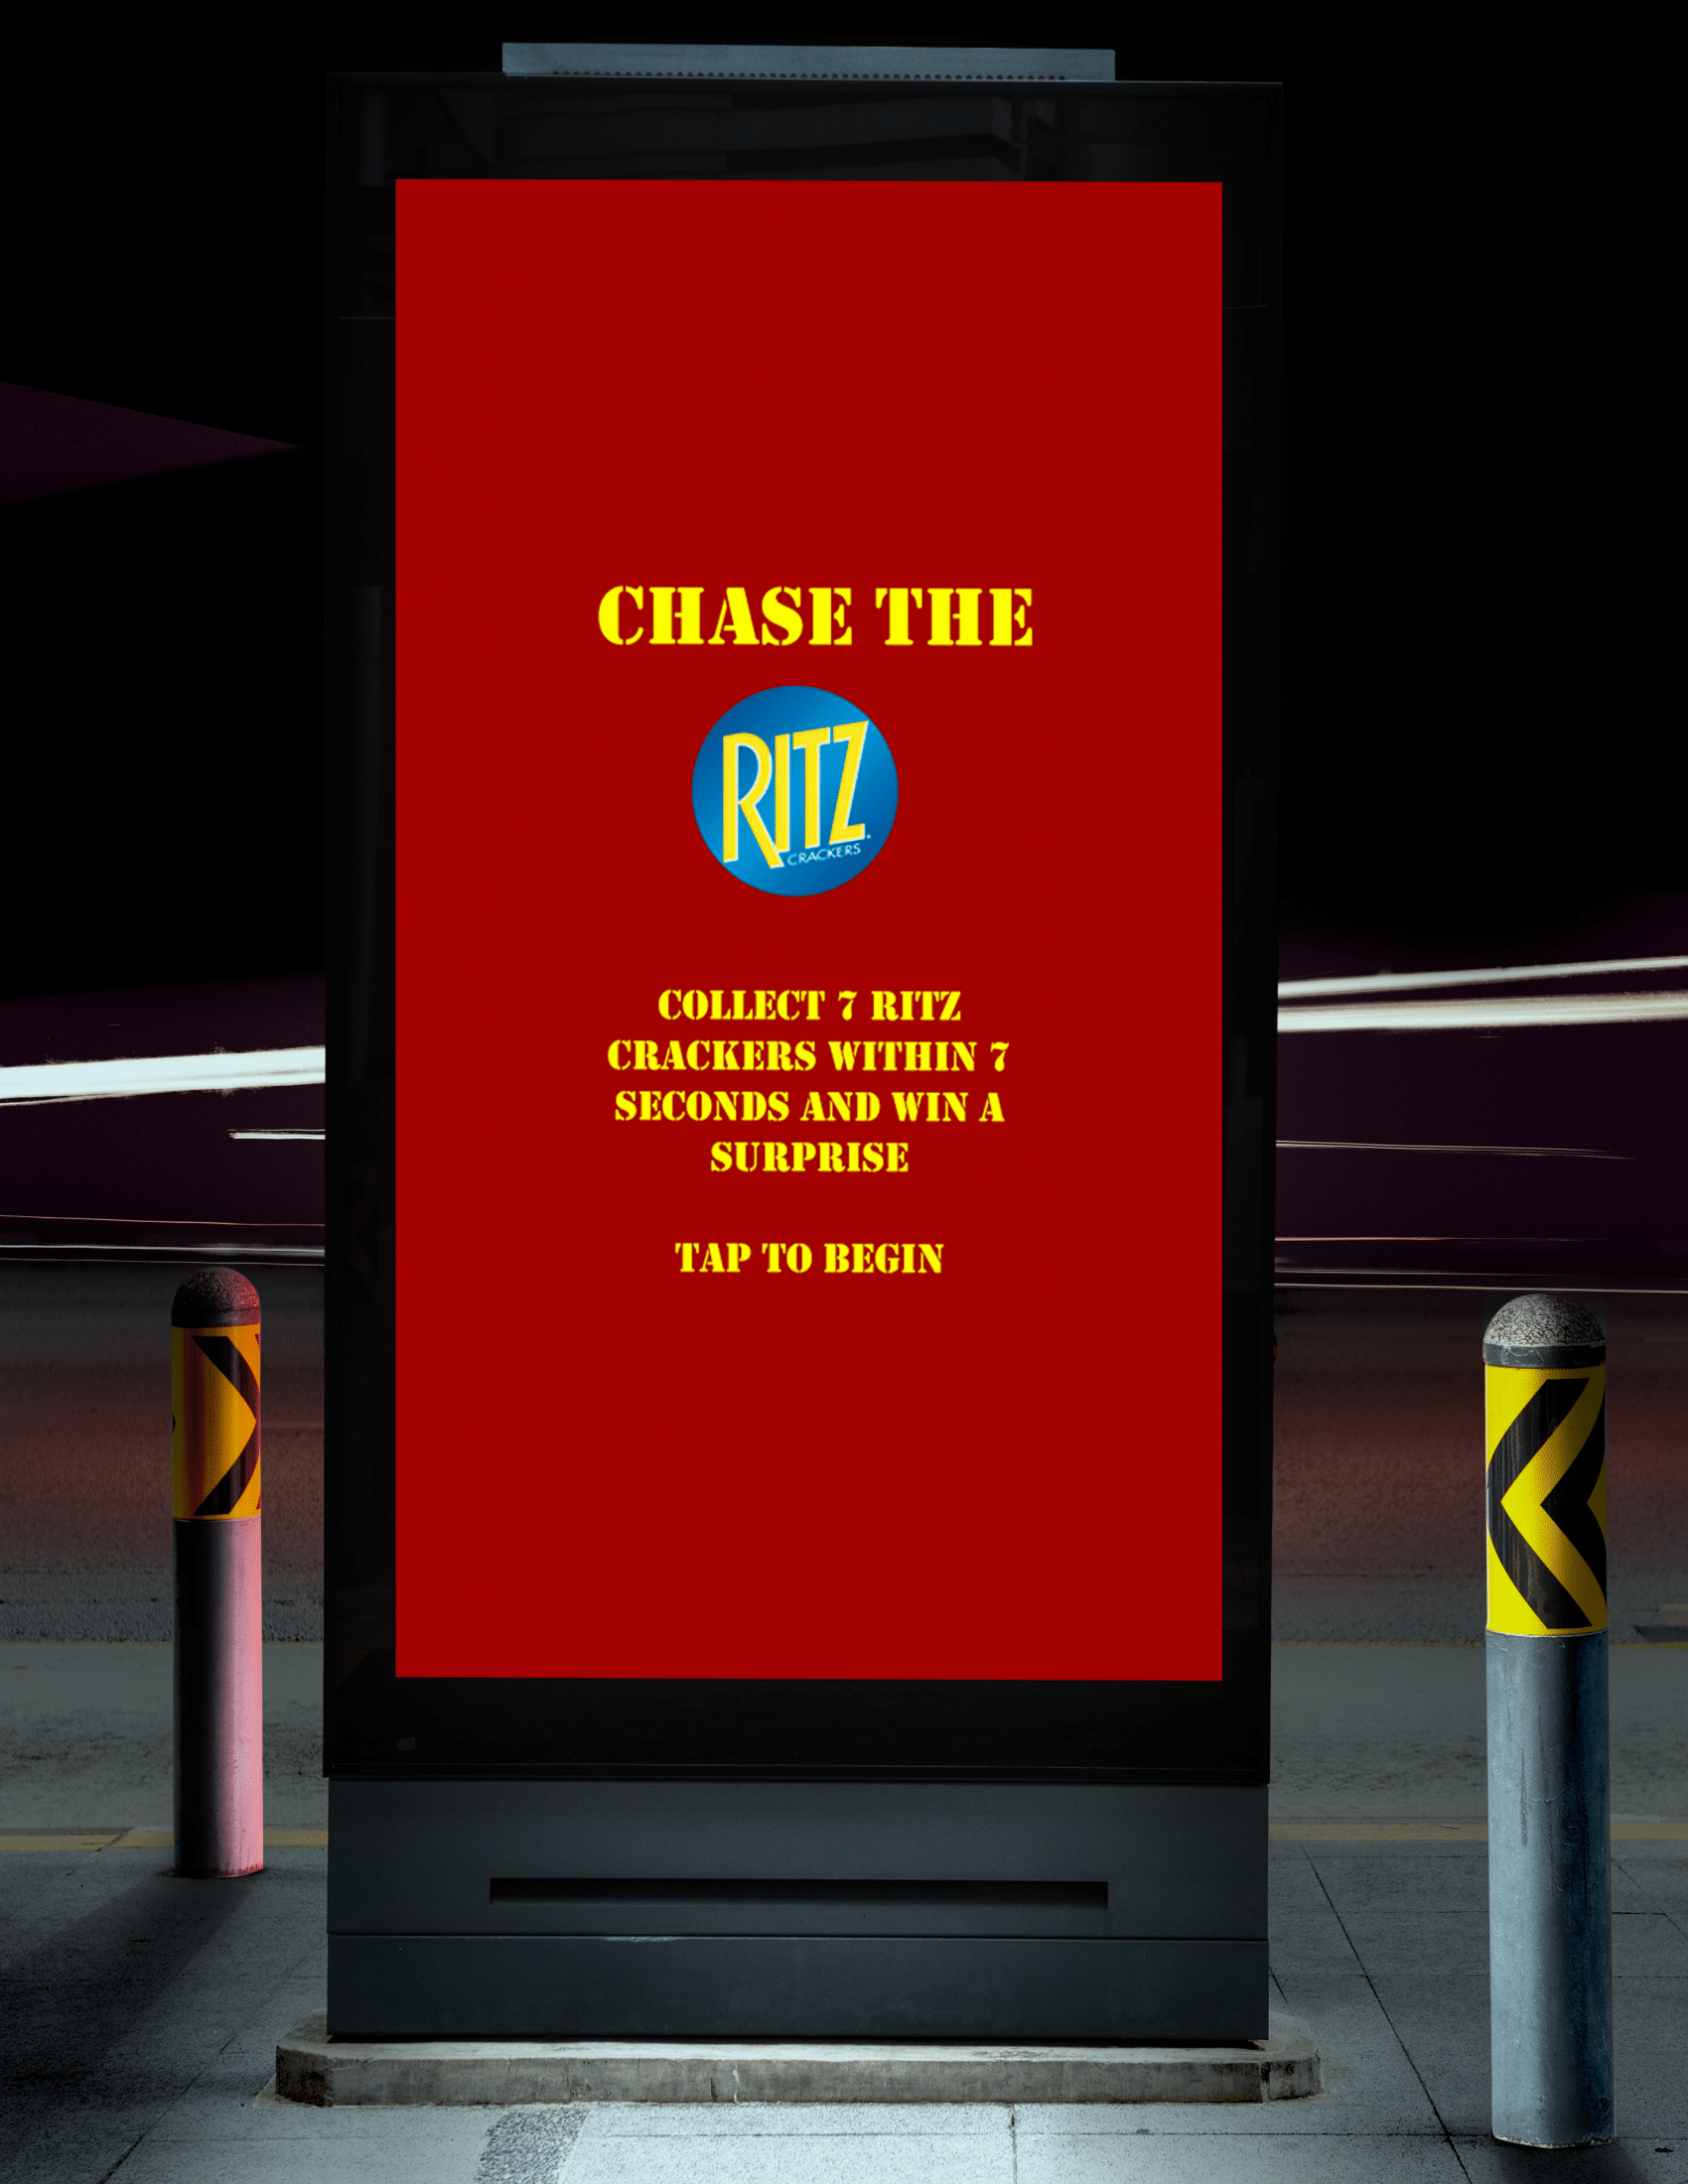 CHASE THE
RITZ
CRACKERS
COLLECT 7 RITZ
CRACKERS WITHIN 7
SECONDS AND WIN A
SURPRISE
TAP TO BEGIN